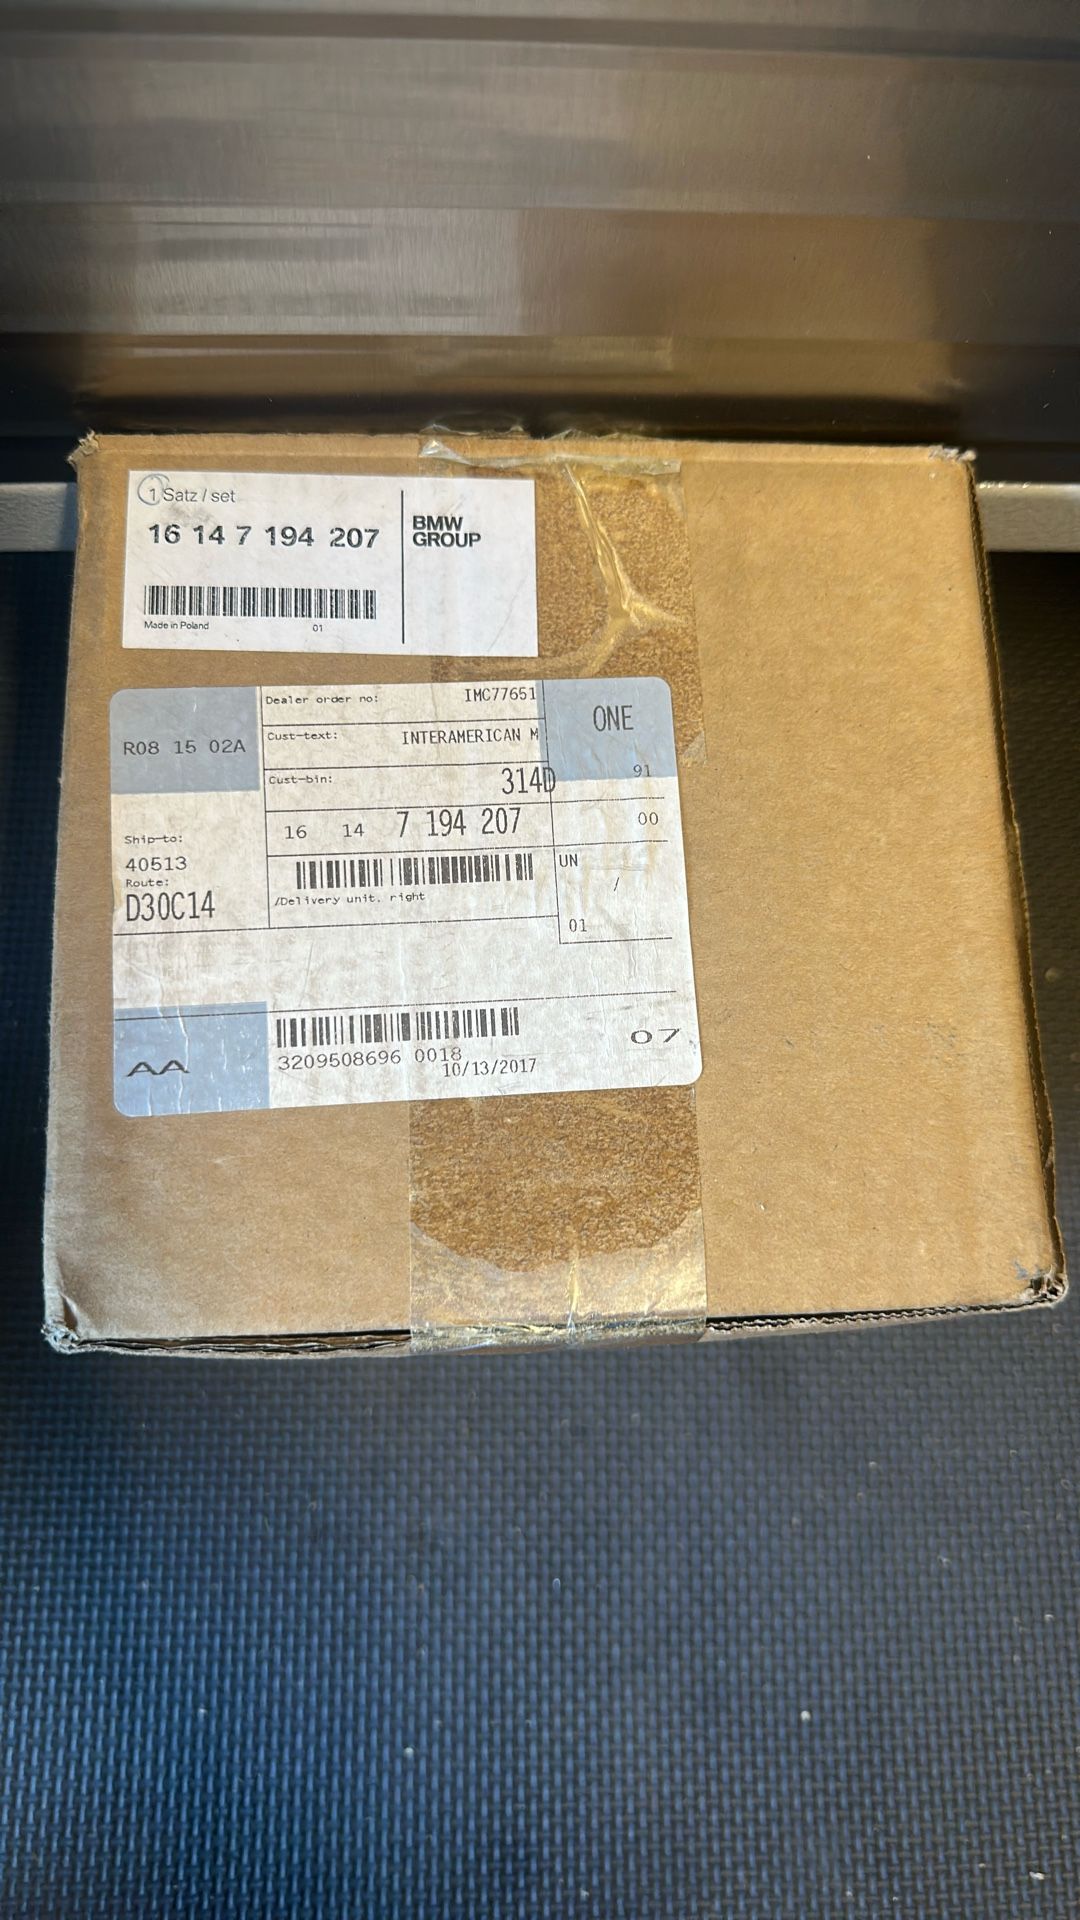 1 Satz / set
16 14 7 194 207
BMW
GROUP
Made in Poland
01
R08 15 02A
Dealer order no: IMC77651
Cust-text: INTERAMERICAN M
Cust-bin: 314D
ONE
91
16 14 7 194 207
00
Ship-to:
40513
Route:
D30C14
/Delivery unit, right
UN
/
01
AA
3209508696 0018
10/13/2017
07